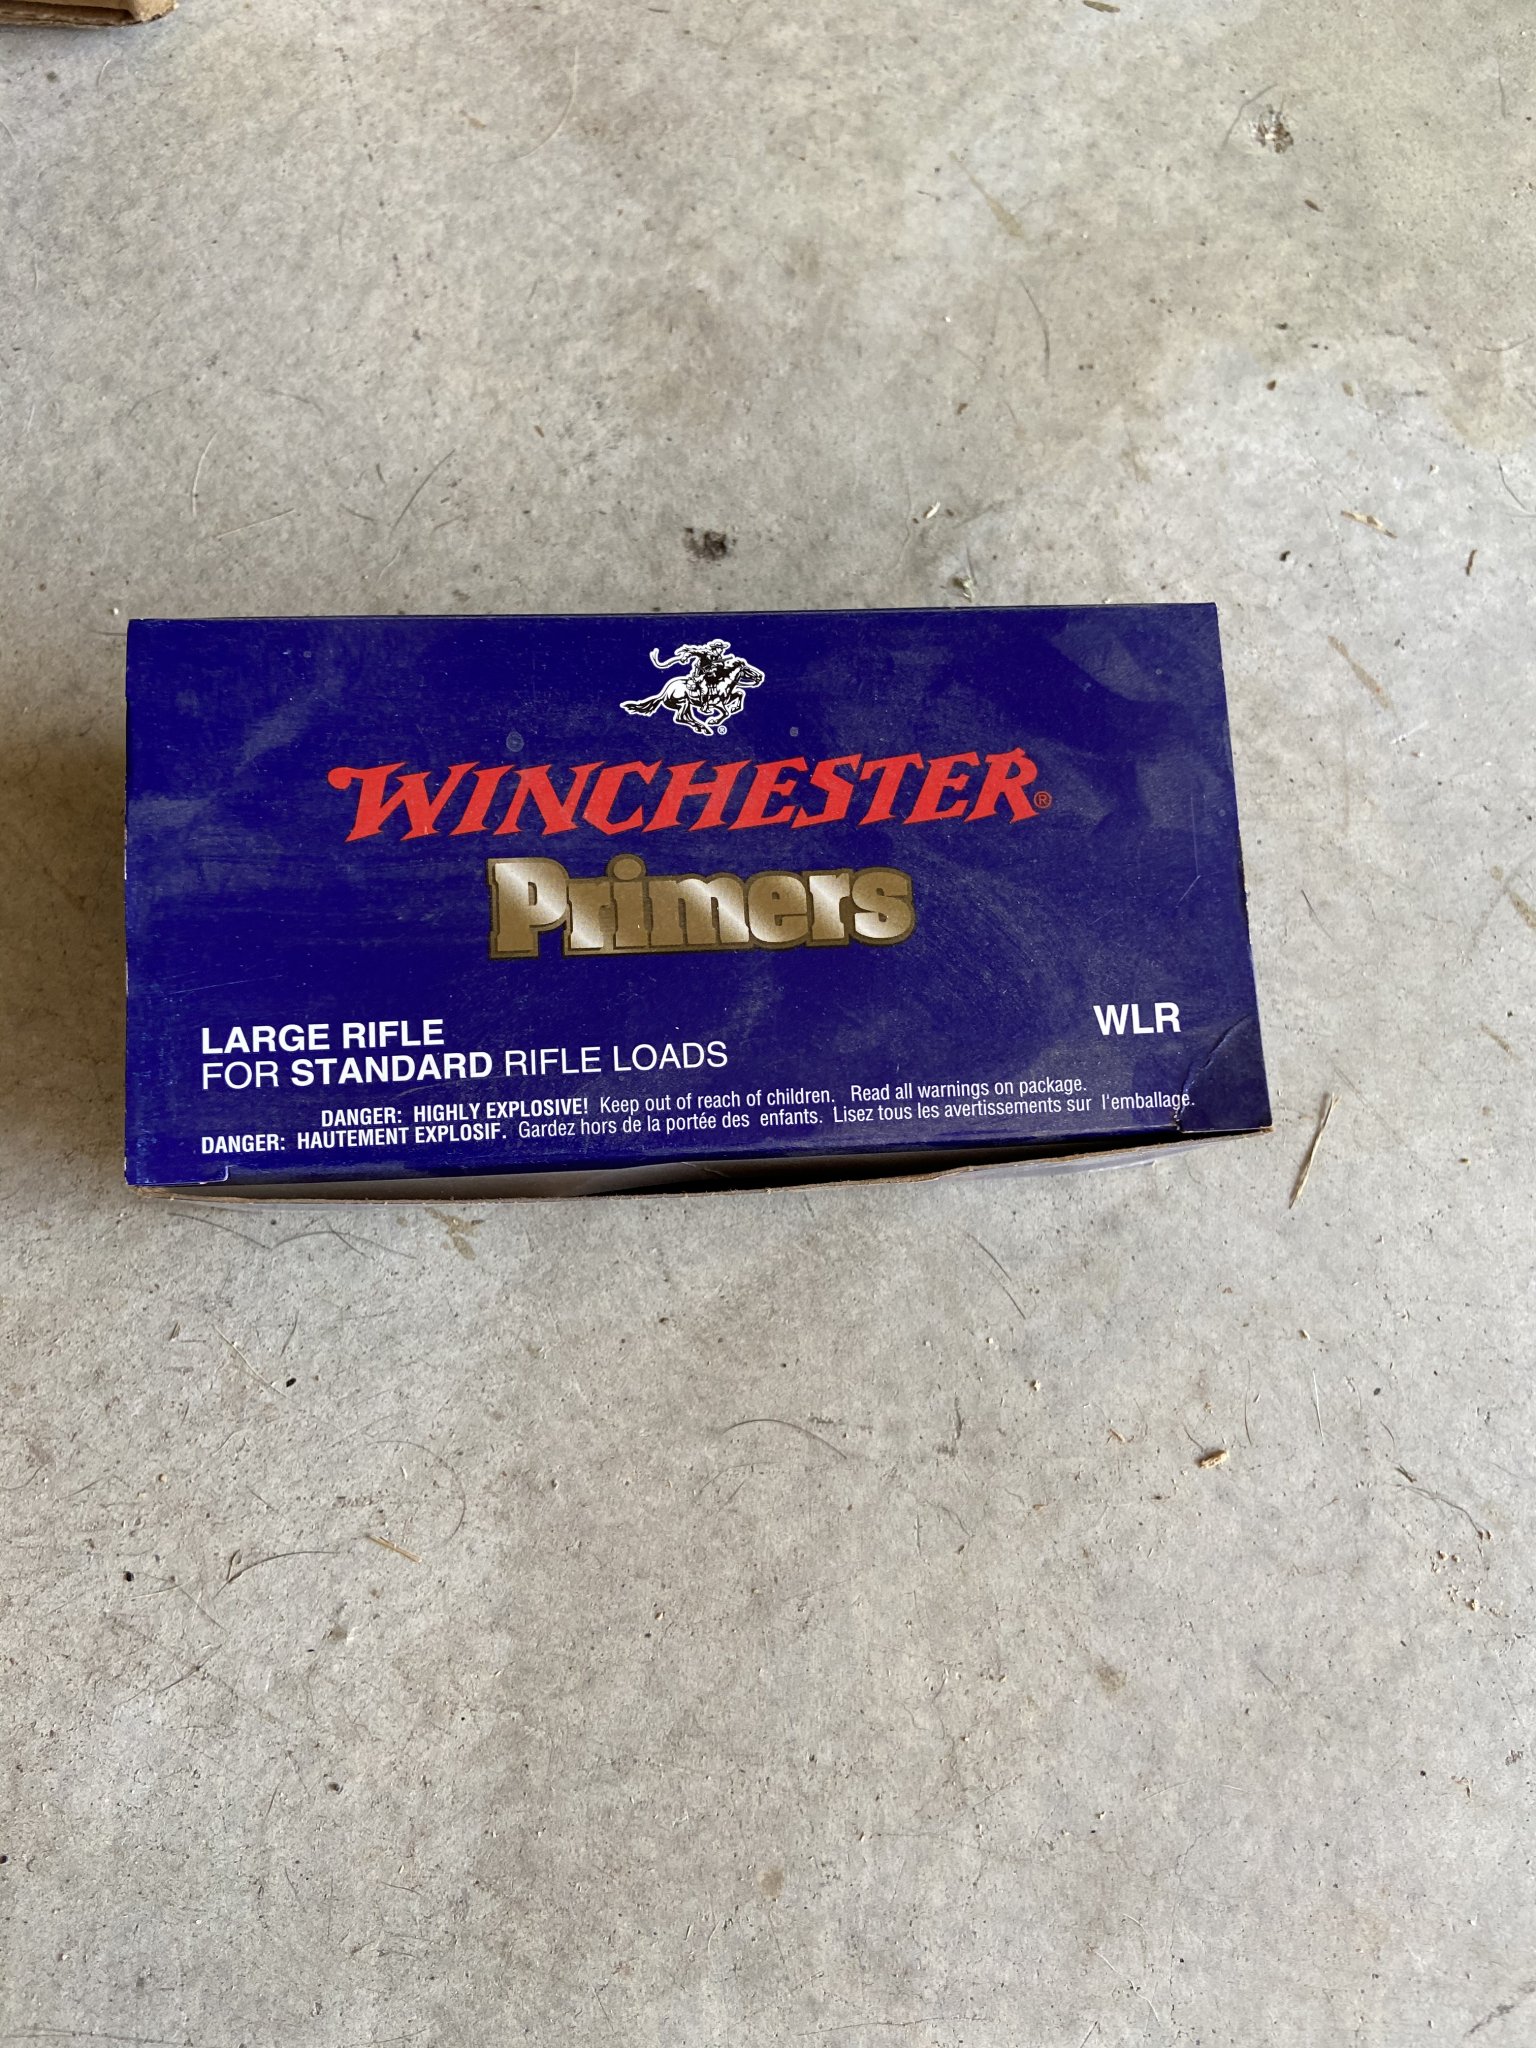 WINCHESTER®
Primers
LARGE RIFLE
WLR
FOR STANDARD RIFLE LOADS
DANGER: HIGHLY EXPLOSIVE! Keep out of reach of children. Read all warnings on package.
DANGER: HAUTEMENT EXPLOSIF. Gardez hors de la portée des enfants. Lisez tous les avertissements sur l'emballage.